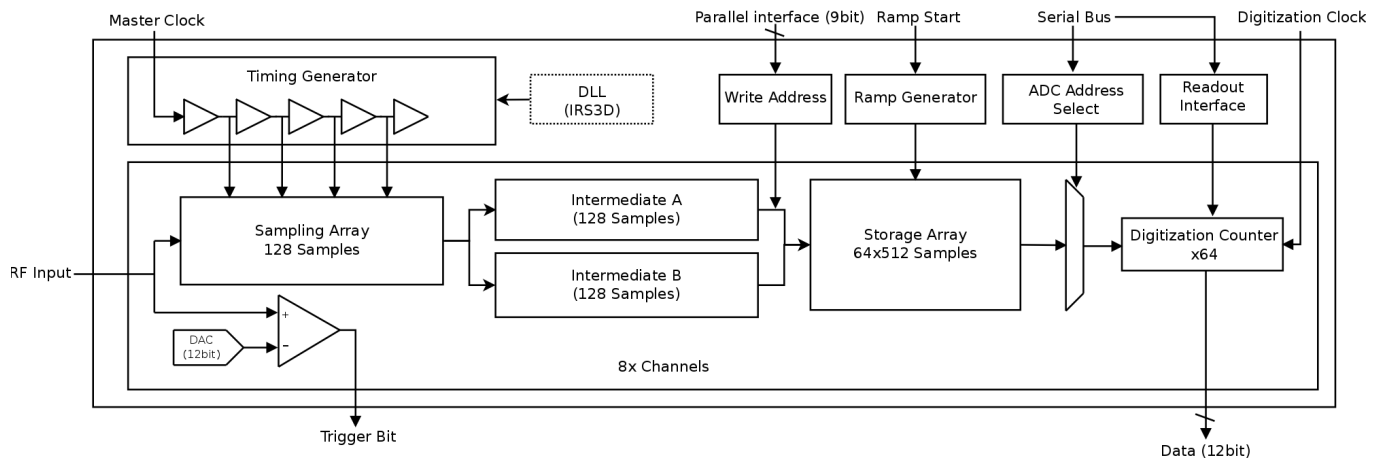 Master Clock
Parallel interface (9bit)
Ramp Start
Serial Bus
Digitization Clock
Timing Generator
DLL
(IRS3D)
Write Address
Ramp Generator
ADC Address
Select
Readout
Interface
Sampling Array
128 Samples
Intermediate A
(128 Samples)
Intermediate B
(128 Samples)
Storage Array
64x512 Samples
Digitization Counter
x64
RF Input
+
−
DAC
(12bit)
8x Channels
Trigger Bit
Data (12bit)